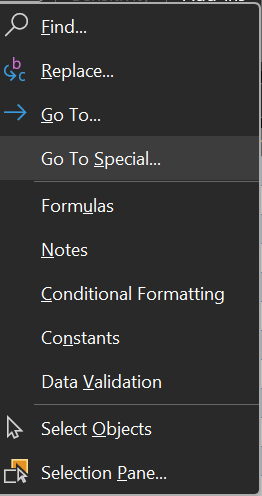 Find...
Replace...
Go To...
Go To Special...
Formulas
Notes
Conditional Formatting
Constants
Data Validation
Select Objects
Selection Pane...